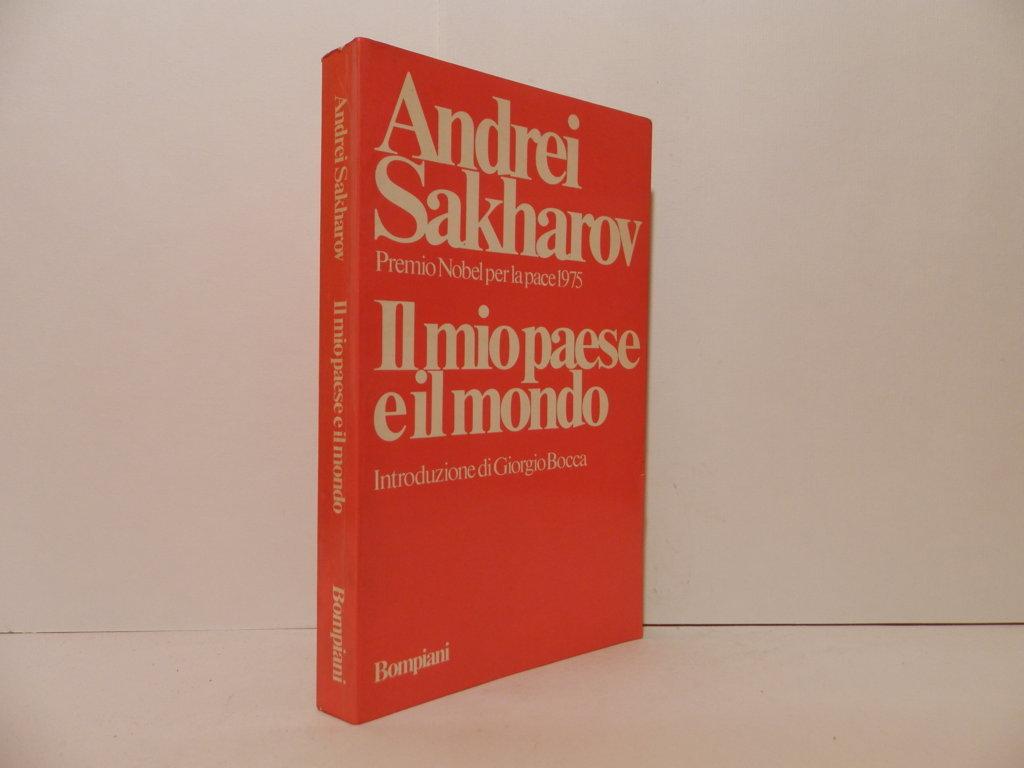 Andrei
Sakharov
Premio Nobel per la pace 1975
Il mio paese
e il mondo
Introduzione di Giorgio Bocca
Bompiani
Andrei Sakharov Il mio paese e il mondo Bompiani